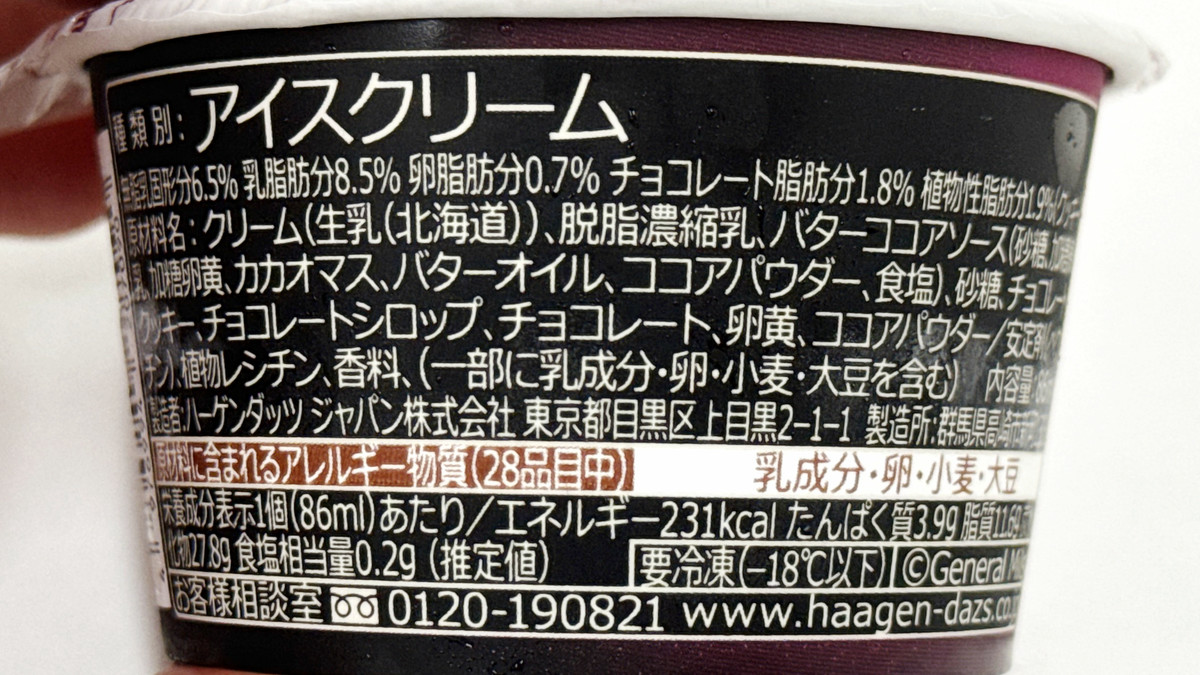 種類別:アイスクリーム
無脂乳固形分6.5% 乳脂肪分8.5% 卵脂肪分0.7% チョコレート脂肪分1.8% 植物性脂肪分1.9%
原材料名:クリーム(生乳(北海道))、脱脂濃縮乳、バターココアソース(砂糖、加糖
加糖卵黄、カカオマス、バターオイル、ココアパウダー、食塩)、砂糖、チョコレー
クッキー、チョコレートシロップ、チョコレート、卵黄、ココアパウダー/安定剤
チン)、植物レシチン、香料、(一部に乳成分・卵・小麦・大豆を含む) 内容量
製造者:ハーゲンダッツ ジャパン株式会社 東京都目黒区上目黒2-1-1 製造所:群馬県高崎市
原材料に含まれるアレルギー物質(28品目中) 乳成分・卵・小麦・大豆
栄養成分表示1個(86ml)あたり/エネルギー231kcal たんぱく質3.9g 脂質11.6g
化物27.8g 食塩相当量0.2g (推定値) 要冷凍(-18℃以下) ©General
お客様相談室 0120-190821 www.haagen-dazs.co